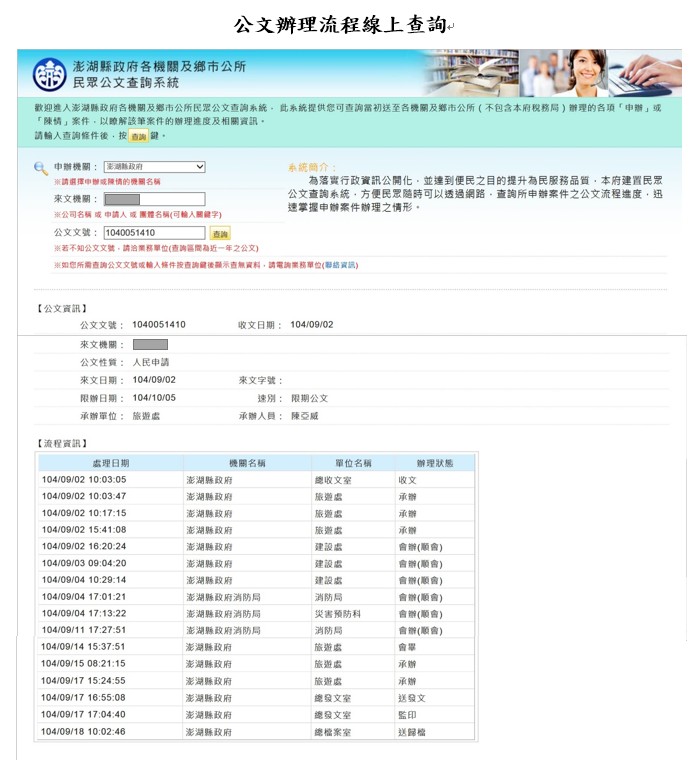 公文辦理流程線上查詢
澎湖縣政府各機關及鄉市公所
民眾公文查詢系統
歡迎進入澎湖縣政府各機關及鄉市公所民眾公文查詢系統， 此系統提供您可查詢當初送至各機關及鄉市公所（不包含本府稅務局）辦理的各項「申辦」或
「陳情」案件，以瞭解該筆案件的辦理進度及相關資訊。
請輸入查詢條件後，按 查詢 鍵。
申辦機關： 澎湖縣政府
※請選擇申辦或陳情的機關名稱
來文機關：
※公司名稱 或 申請人 或 團體名稱(可輸入關鍵字)
公文文號： 1040051410 查詢
※若不知公文文號，請洽業務單位(查詢區間為近一年之公文)
※如您所需查詢公文文號或輸入條件按查詢鍵後顯示查無資料，請電詢業務單位(聯絡資訊)
系統簡介：
為落實行政資訊公開化，並達到便民之目的提升為民服務品質，本府建置民眾
公文查詢系統，方便民眾隨時可以透過網路，查詢所申辦案件之公文流程進度，迅
速掌握申辦案件辦理之情形。
【公文資訊】
公文文號： 1040051410 收文日期： 104/09/02
來文機關：
公文性質： 人民申請
來文日期： 104/09/02 來文字號：
限辦日期： 104/10/05 速別： 限期公文
承辦單位： 旅遊處 承辦人員： 陳亞威
【流程資訊】
處理日期 機關名稱 單位名稱 辦理狀態
104/09/02 10:03:05 澎湖縣政府 總收文室 收文
104/09/02 10:03:47 澎湖縣政府 旅遊處 承辦
104/09/02 10:17:15 澎湖縣政府 旅遊處 承辦
104/09/02 15:41:08 澎湖縣政府 旅遊處 承辦
104/09/02 16:20:24 澎湖縣政府 建設處 會辦(順會)
104/09/03 09:04:20 澎湖縣政府 建設處 會辦(順會)
104/09/04 10:29:14 澎湖縣政府 建設處 會辦(順會)
104/09/04 17:01:21 澎湖縣政府消防局 消防局 會辦(順會)
104/09/04 17:13:22 澎湖縣政府消防局 災害預防科 會辦(順會)
104/09/11 17:27:51 澎湖縣政府消防局 消防局 會辦(順會)
104/09/14 15:37:51 澎湖縣政府 旅遊處 會畢
104/09/15 08:21:15 澎湖縣政府 旅遊處 承辦
104/09/17 15:24:55 澎湖縣政府 旅遊處 承辦
104/09/17 16:55:08 澎湖縣政府 總發文室 送發文
104/09/17 17:04:40 澎湖縣政府 總發文室 監印
104/09/18 10:02:46 澎湖縣政府 總檔案室 送歸檔